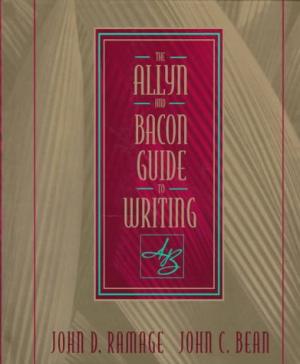 THE
ALLYN
AND
BACON
GUIDE
TO
WRITING
AB
JOHN D. RAMAGE JOHN C. BEAN